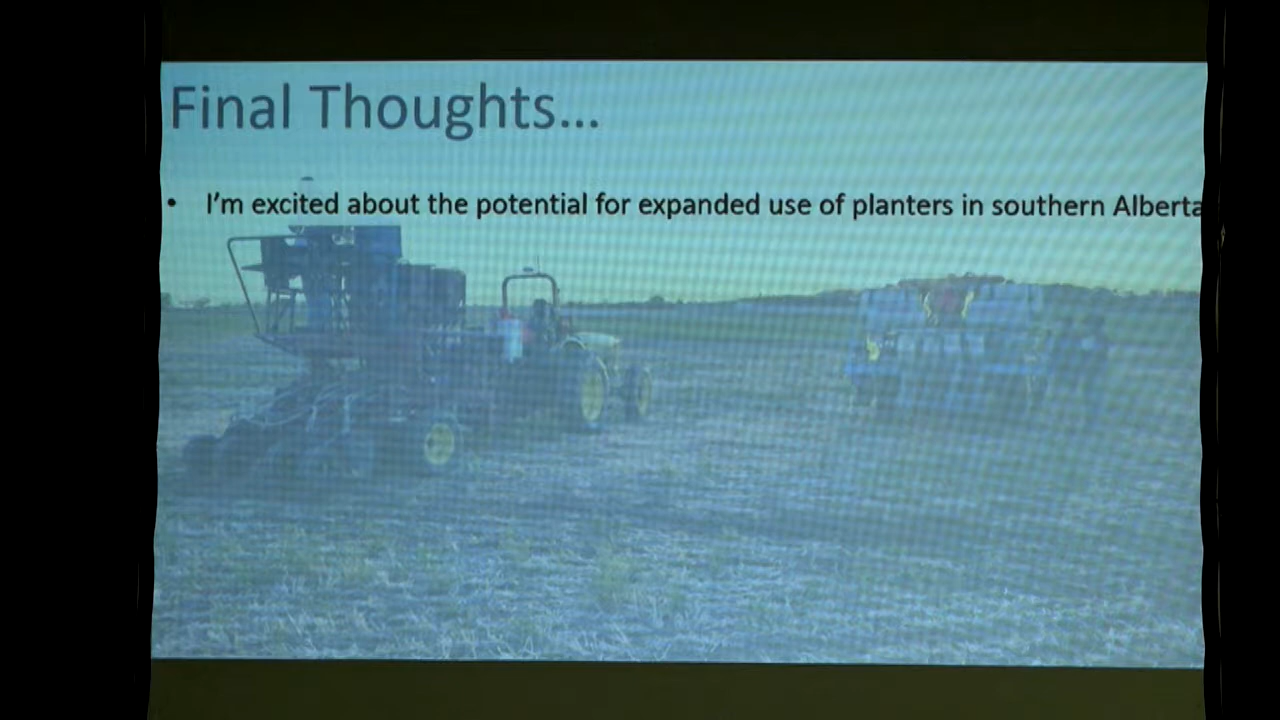 Final Thoughts...
• I'm excited about the potential for expanded use of planters in southern Alberta